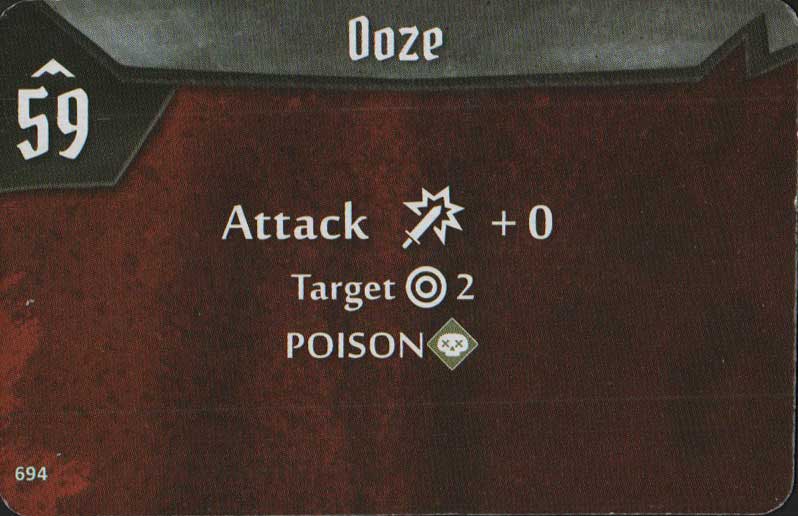 Ooze
59
Attack + 0
Target 2
POISON
694